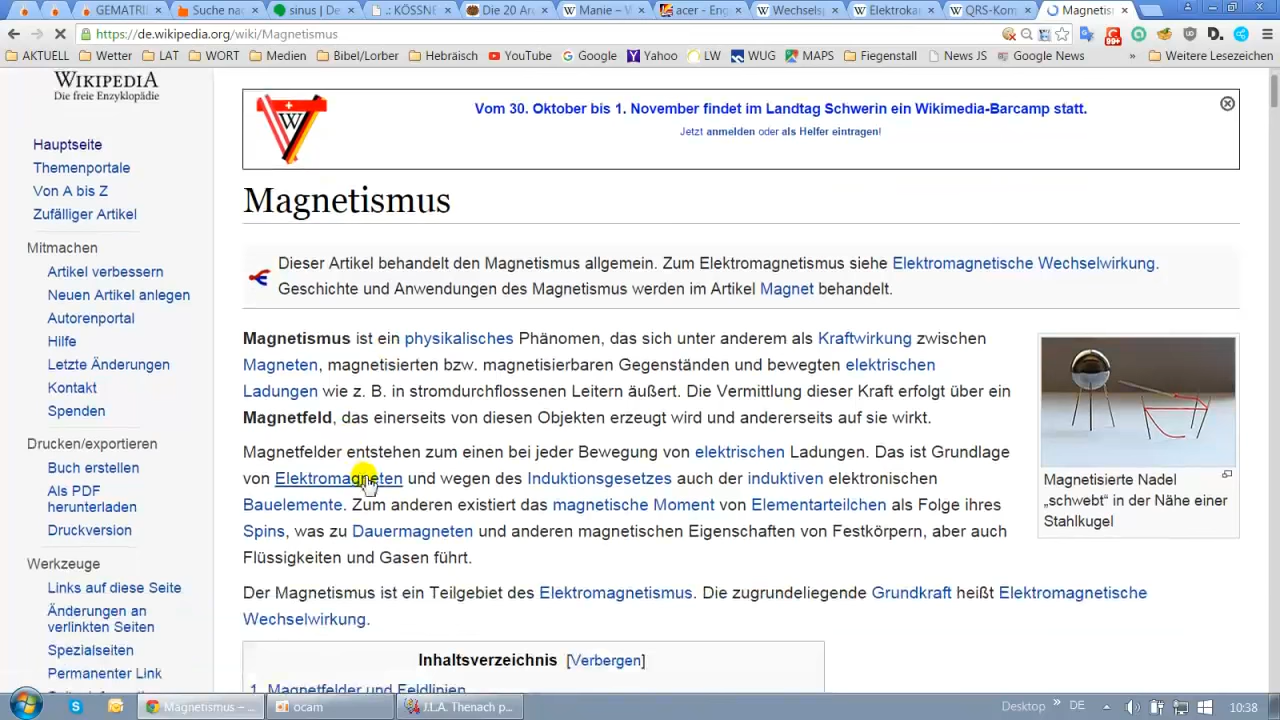 GEMATRI
Suche nac
sinus | De
.: KÖSSNE
Die 20 Ar
Manie – W
acer - Eng
Wechselsp
Elektroka
QRS-Kom
Magnetis
https://de.wikipedia.org/wiki/Magnetismus
AKTUELL Wetter LAT WORT Medien Bibel/Lorber Hebräisch YouTube Google Yahoo LW WUG MAPS Fiegenstall News JS Google News » Weitere Lesezeichen
WIKIPEDIA
Die freie Enzyklopädie
Hauptseite
Themenportale
Von A bis Z
Zufälliger Artikel
Mitmachen
Artikel verbessern
Neuen Artikel anlegen
Autorenportal
Hilfe
Letzte Änderungen
Kontakt
Spenden
Drucken/exportieren
Buch erstellen
Als PDF
herunterladen
Druckversion
Werkzeuge
Links auf diese Seite
Änderungen an
verlinkten Seiten
Spezialseiten
Permanenter Link
W
Vom 30. Oktober bis 1. November findet im Landtag Schwerin ein Wikimedia-Barcamp statt.
Jetzt anmelden oder als Helfer eintragen!
Magnetismus
Dieser Artikel behandelt den Magnetismus allgemein. Zum Elektromagnetismus siehe Elektromagnetische Wechselwirkung.
Geschichte und Anwendungen des Magnetismus werden im Artikel Magnet behandelt.
Magnetismus ist ein physikalisches Phänomen, das sich unter anderem als Kraftwirkung zwischen
Magneten, magnetisierten bzw. magnetisierbaren Gegenständen und bewegten elektrischen
Ladungen wie z. B. in stromdurchflossenen Leitern äußert. Die Vermittlung dieser Kraft erfolgt über ein
Magnetfeld, das einerseits von diesen Objekten erzeugt wird und andererseits auf sie wirkt.
Magnetfelder entstehen zum einen bei jeder Bewegung von elektrischen Ladungen. Das ist Grundlage
von Elektromagneten und wegen des Induktionsgesetzes auch der induktiven elektronischen
Bauelemente. Zum anderen existiert das magnetische Moment von Elementarteilchen als Folge ihres
Spins, was zu Dauermagneten und anderen magnetischen Eigenschaften von Festkörpern, aber auch
Flüssigkeiten und Gasen führt.
Der Magnetismus ist ein Teilgebiet des Elektromagnetismus. Die zugrundeliegende Grundkraft heißt Elektromagnetische
Wechselwirkung.
Magnetisierte Nadel
„schwebt“ in der Nähe einer
Stahlkugel
Inhaltsverzeichnis [Verbergen]
1 Magnetfelder und Feldlinien
Magnetismus – ...
ocam
J.L.A. Thenach p...
Desktop » DE 10:38